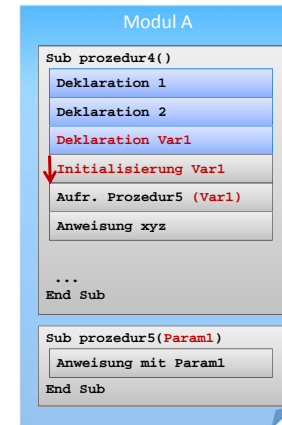 Modul A
Sub prozedur4()
Deklaration 1
Deklaration 2
Deklaration Var1
Initialisierung Var1
Aufr. Prozedur5 (Var1)
Anweisung xyz
...
End Sub
Sub prozedur5(Param1)
Anweisung mit Param1
End Sub